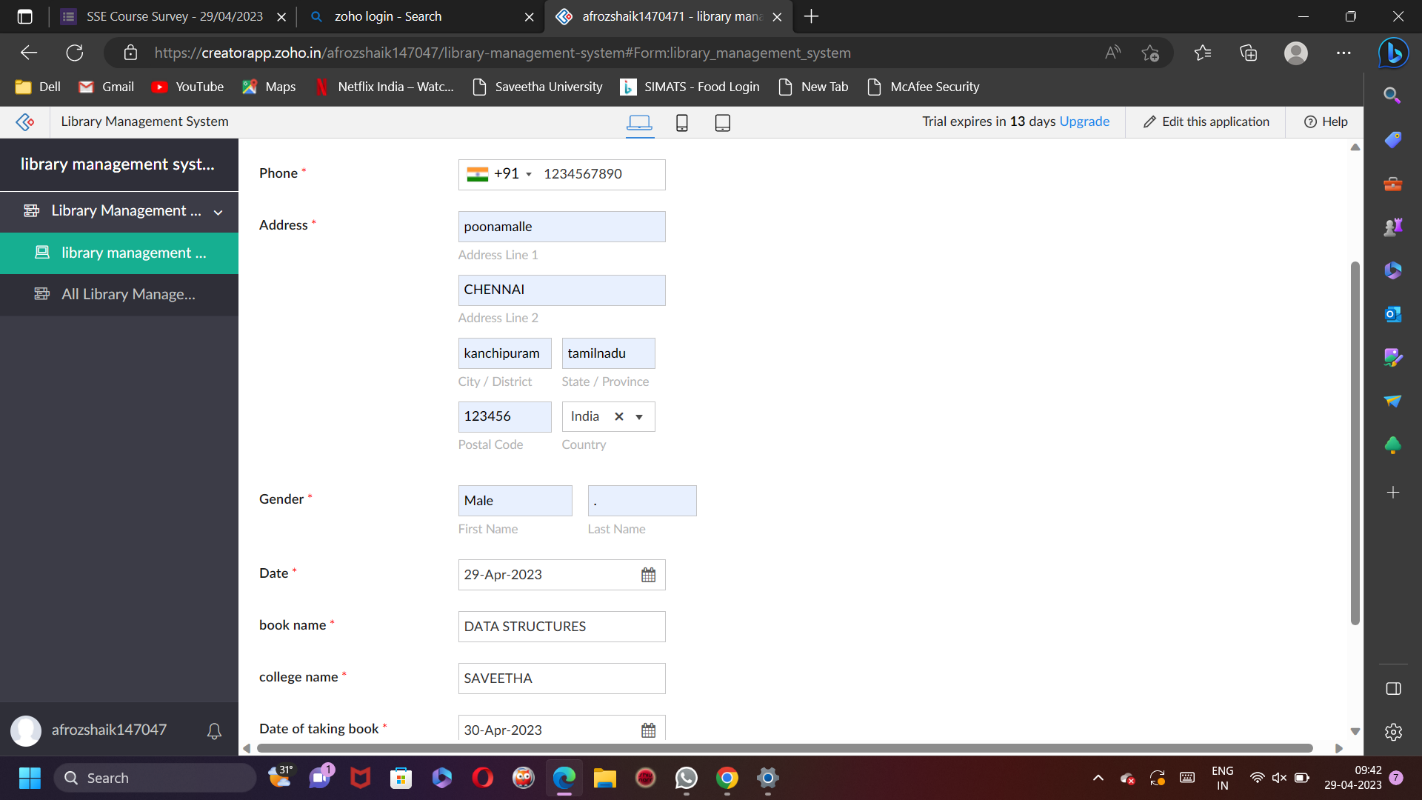 SSE Course Survey - 29/04/2023
zoho login - Search
afrozshaik1470471 - library mana
https://creatorapp.zoho.in/afrozshaik147047/library-management-system#Form:library_management_system
Dell
Gmail
YouTube
Maps
Netflix India – Watc...
Saveetha University
SIMATS - Food Login
New Tab
McAfee Security
Library Management System
Trial expires in 13 days Upgrade
Edit this application
Help
library management syst...
Library Management ...
library management ...
All Library Manage...
afrozshaik147047
Phone *
+91 1234567890
Address *
poonamalle
Address Line 1
CHENNAI
Address Line 2
kanchipuram tamilnadu
City / District State / Province
123456 India
Postal Code Country
Gender *
Male .
First Name Last Name
Date *
29-Apr-2023
book name *
DATA STRUCTURES
college name *
SAVEETHA
Date of taking book *
30-Apr-2023
31°
1
Search
ENG
IN
09:42
29-04-2023
7